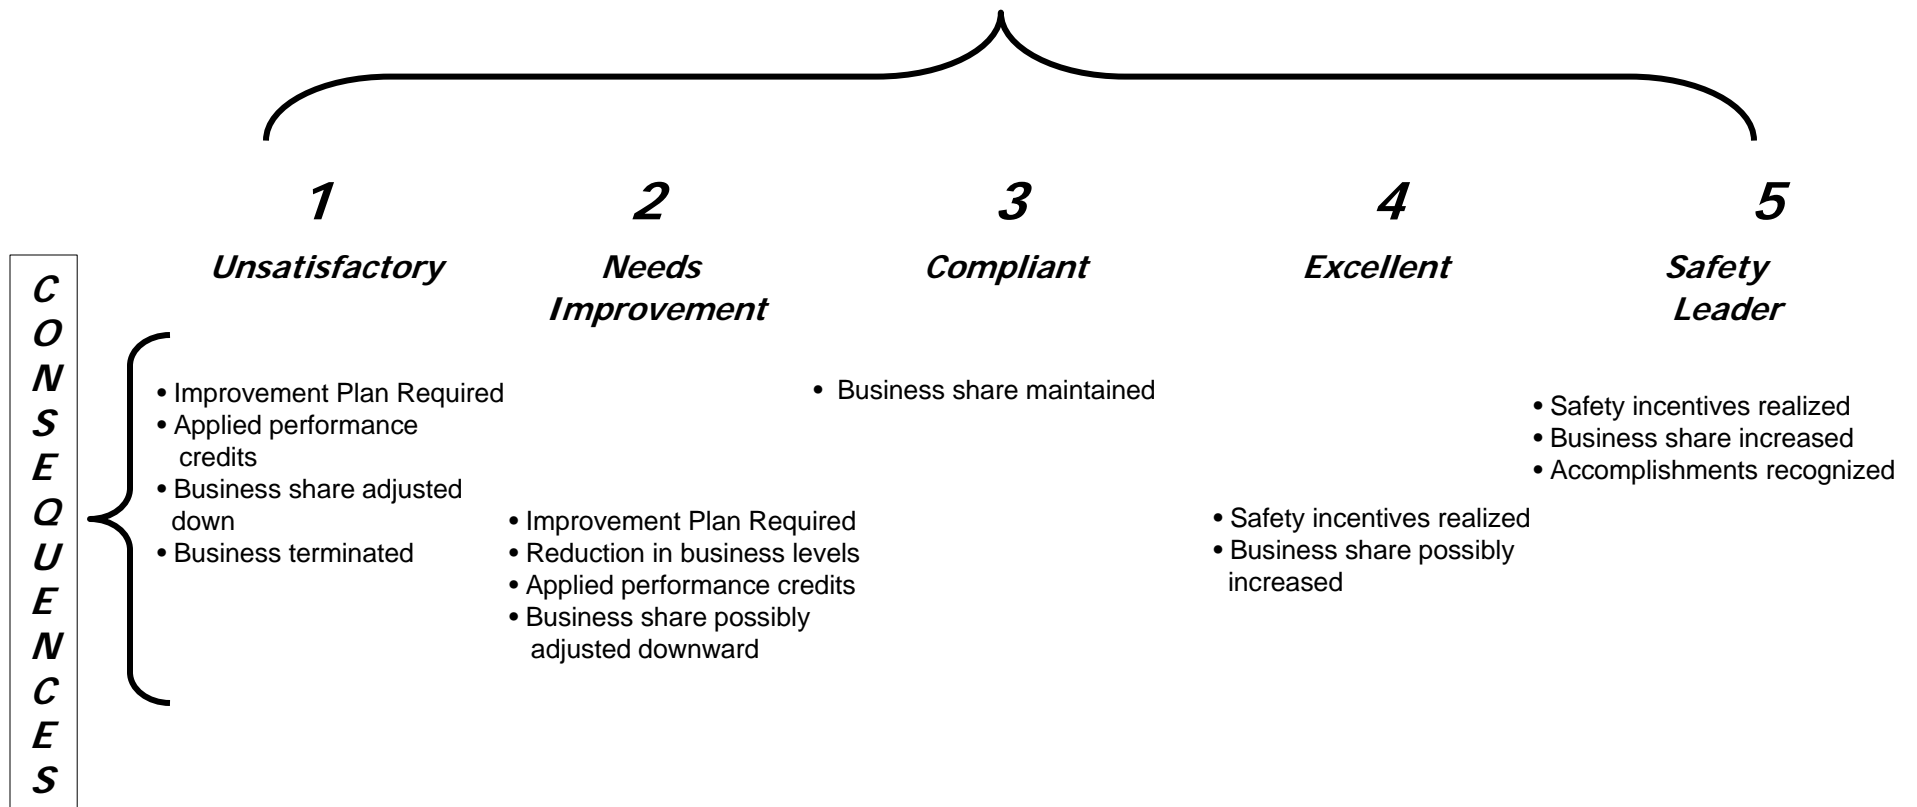 1
2
3
4
5
Unsatisfactory
Needs
Improvement
Compliant
Excellent
Safety
Leader
C
O
N
S
E
Q
U
E
N
C
E
S
• Improvement Plan Required
• Applied performance
credits
• Business share adjusted
down
• Business terminated
• Improvement Plan Required
• Reduction in business levels
• Applied performance credits
• Business share possibly
adjusted downward
• Business share maintained
• Safety incentives realized
• Business share possibly
increased
• Safety incentives realized
• Business share increased
• Accomplishments recognized